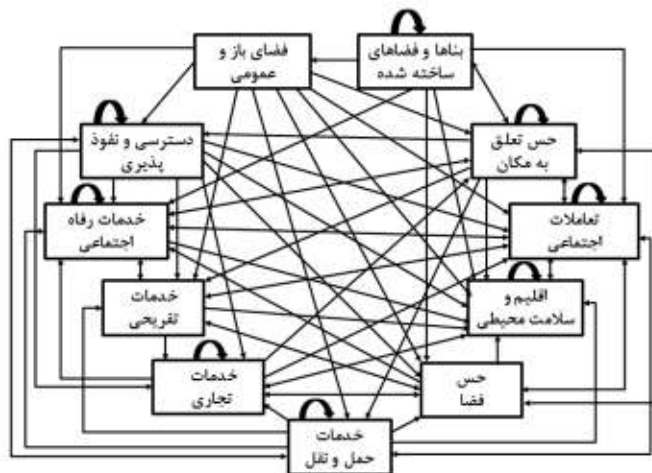 بناها و فضاهای
ساخته شده
فضای باز و
عمومی
حس تعلق
به مکان
دسترسی و نفوذ
پذیری
تعاملات
اجتماعی
خدمات رفاه
اجتماعی
اقلیم و
سلامت محیطی
خدمات
تفریحی
حس
فضا
خدمات
تجاری
خدمات
حمل و نقل